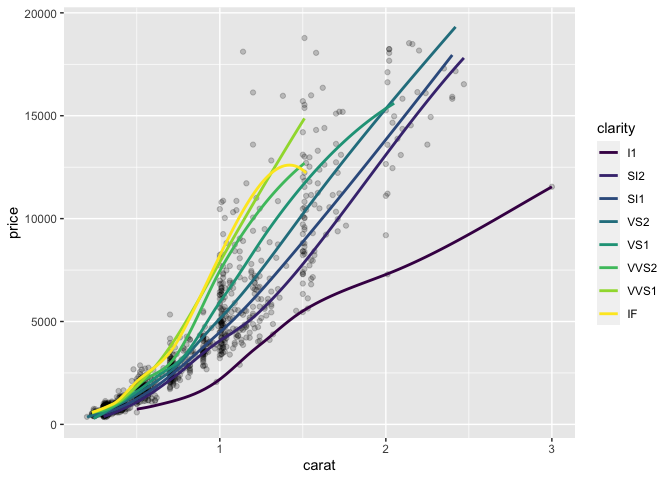 20000
15000
10000
5000
0
price
1 2 3
carat
clarity
I1
SI2
SI1
VS2
VS1
VVS2
VVS1
IF